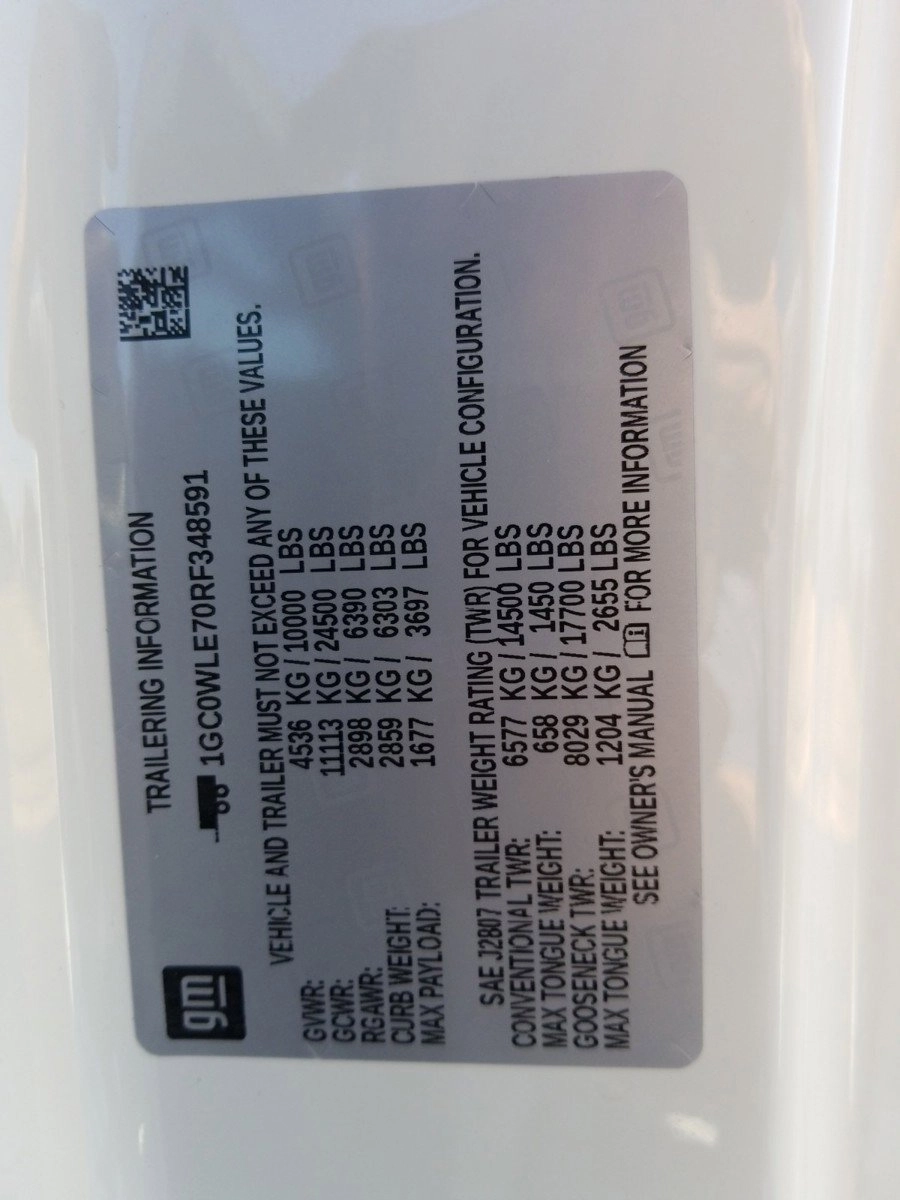 gm
TRAILERING INFORMATION
1GC0WLE70RF348591
VEHICLE AND TRAILER MUST NOT EXCEED ANY OF THESE VALUES.
GVWR: 4536 KG / 10000 LBS
GCWR: 11113 KG / 24500 LBS
RGAWR: 2898 KG / 6390 LBS
CURB WEIGHT: 2859 KG / 6303 LBS
MAX PAYLOAD: 1677 KG / 3697 LBS
SAE J2807 TRAILER WEIGHT RATING (TWR) FOR VEHICLE CONFIGURATION.
CONVENTIONAL TWR: 6577 KG / 14500 LBS
MAX TONGUE WEIGHT: 658 KG / 1450 LBS
GOOSENECK TWR: 8029 KG / 17700 LBS
MAX TONGUE WEIGHT: 1204 KG / 2655 LBS
SEE OWNER'S MANUAL FOR MORE INFORMATION